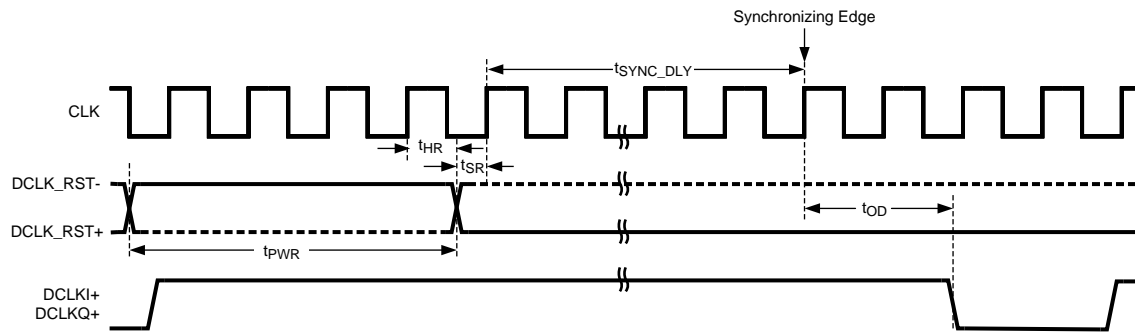 Synchronizing Edge
tSYNC_DLY
CLK
tHR
tSR
DCLK_RST-
DCLK_RST+
tOD
tPWR
DCLKI+
DCLKQ+